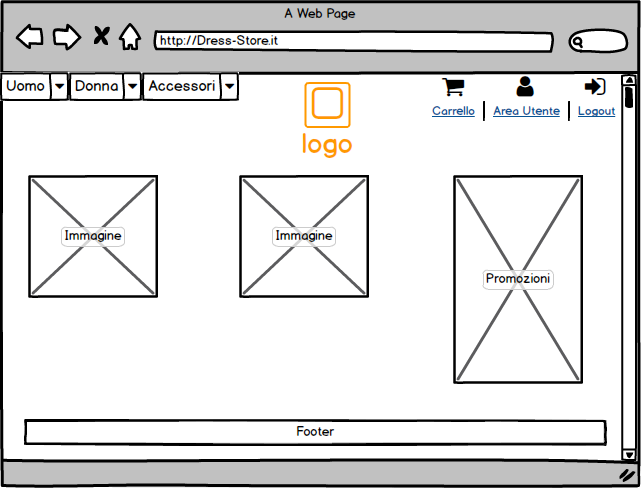 A Web Page
http://Dress-Store.it
Uomo Donna Accessori
logo
Carrello Area Utente Logout
Immagine Immagine
Promozioni
Footer